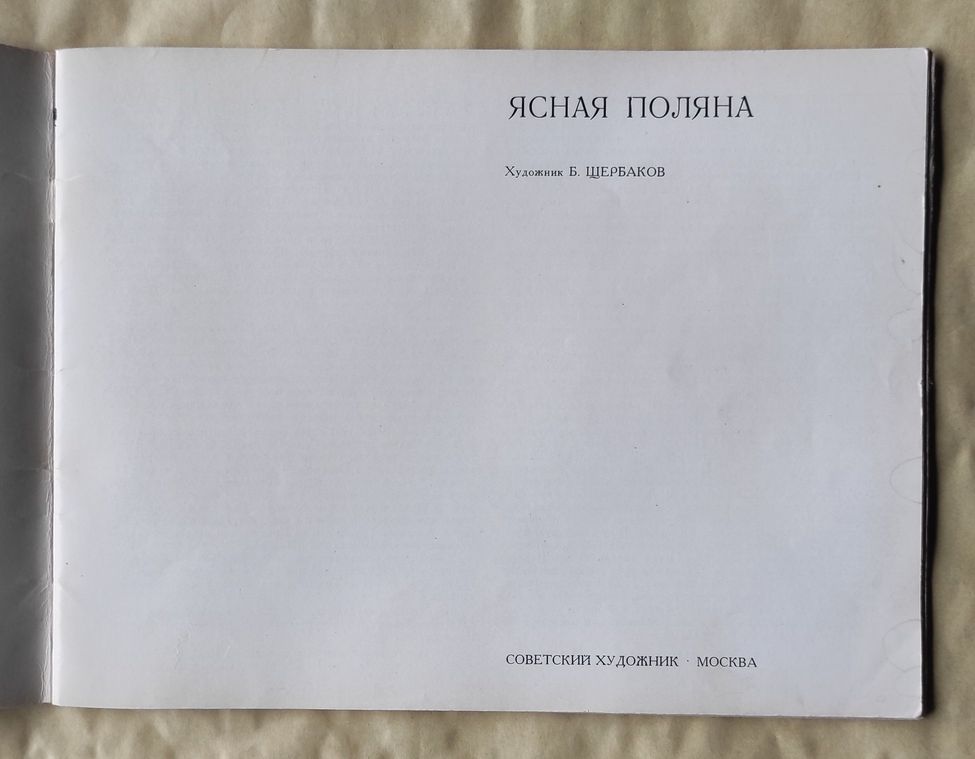 ЯСНАЯ ПОЛЯНА
Художник Б. ЩЕРБАКОВ
СОВЕТСКИЙ ХУДОЖНИК · МОСКВА